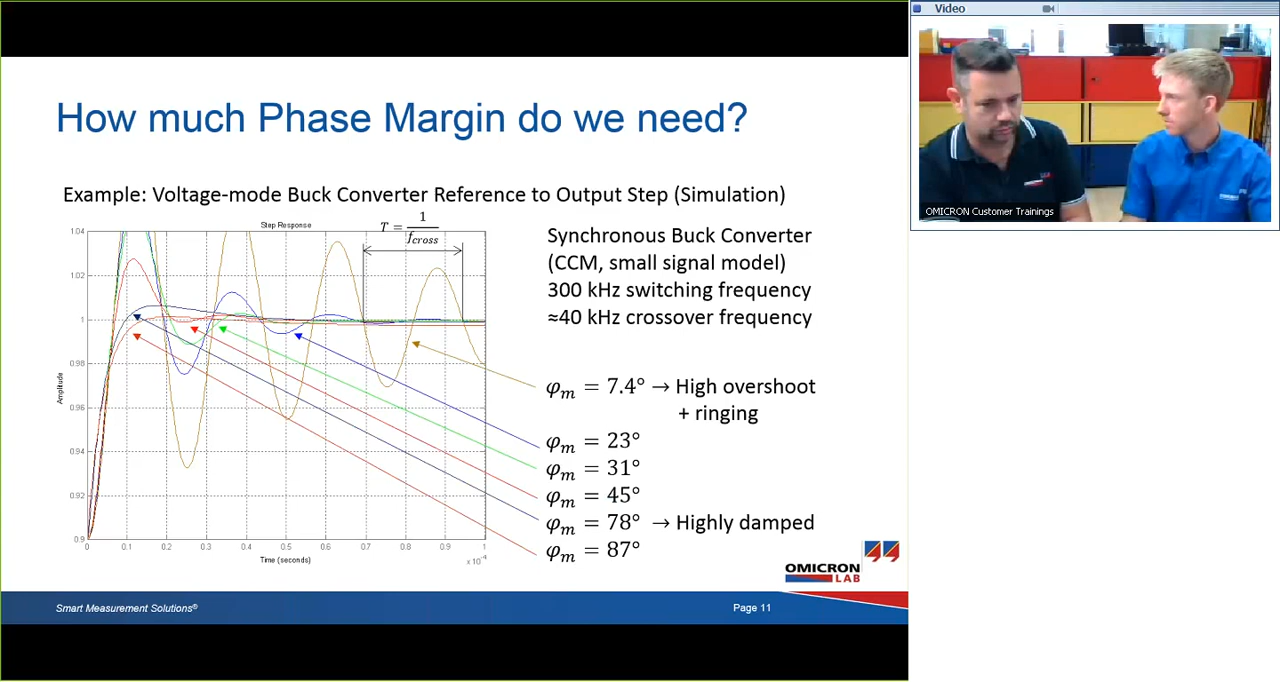 Video
OMICRON Customer Trainings
How much Phase Margin do we need?
Example: Voltage-mode Buck Converter Reference to Output Step (Simulation)
Step Response
T = 1/f_cross
Amplitude
1.04
1.02
1
0.98
0.96
0.94
0.92
0.9
0 0.1 0.2 0.3 0.4 0.5 0.6 0.7 0.8 0.9 1
Time (seconds)
x 10⁻⁴
Synchronous Buck Converter
(CCM, small signal model)
300 kHz switching frequency
≈40 kHz crossover frequency
φm = 7.4° → High overshoot
+ ringing
φm = 23°
φm = 31°
φm = 45°
φm = 78° → Highly damped
φm = 87°
OMICRON
LAB
Smart Measurement Solutions®
Page 11